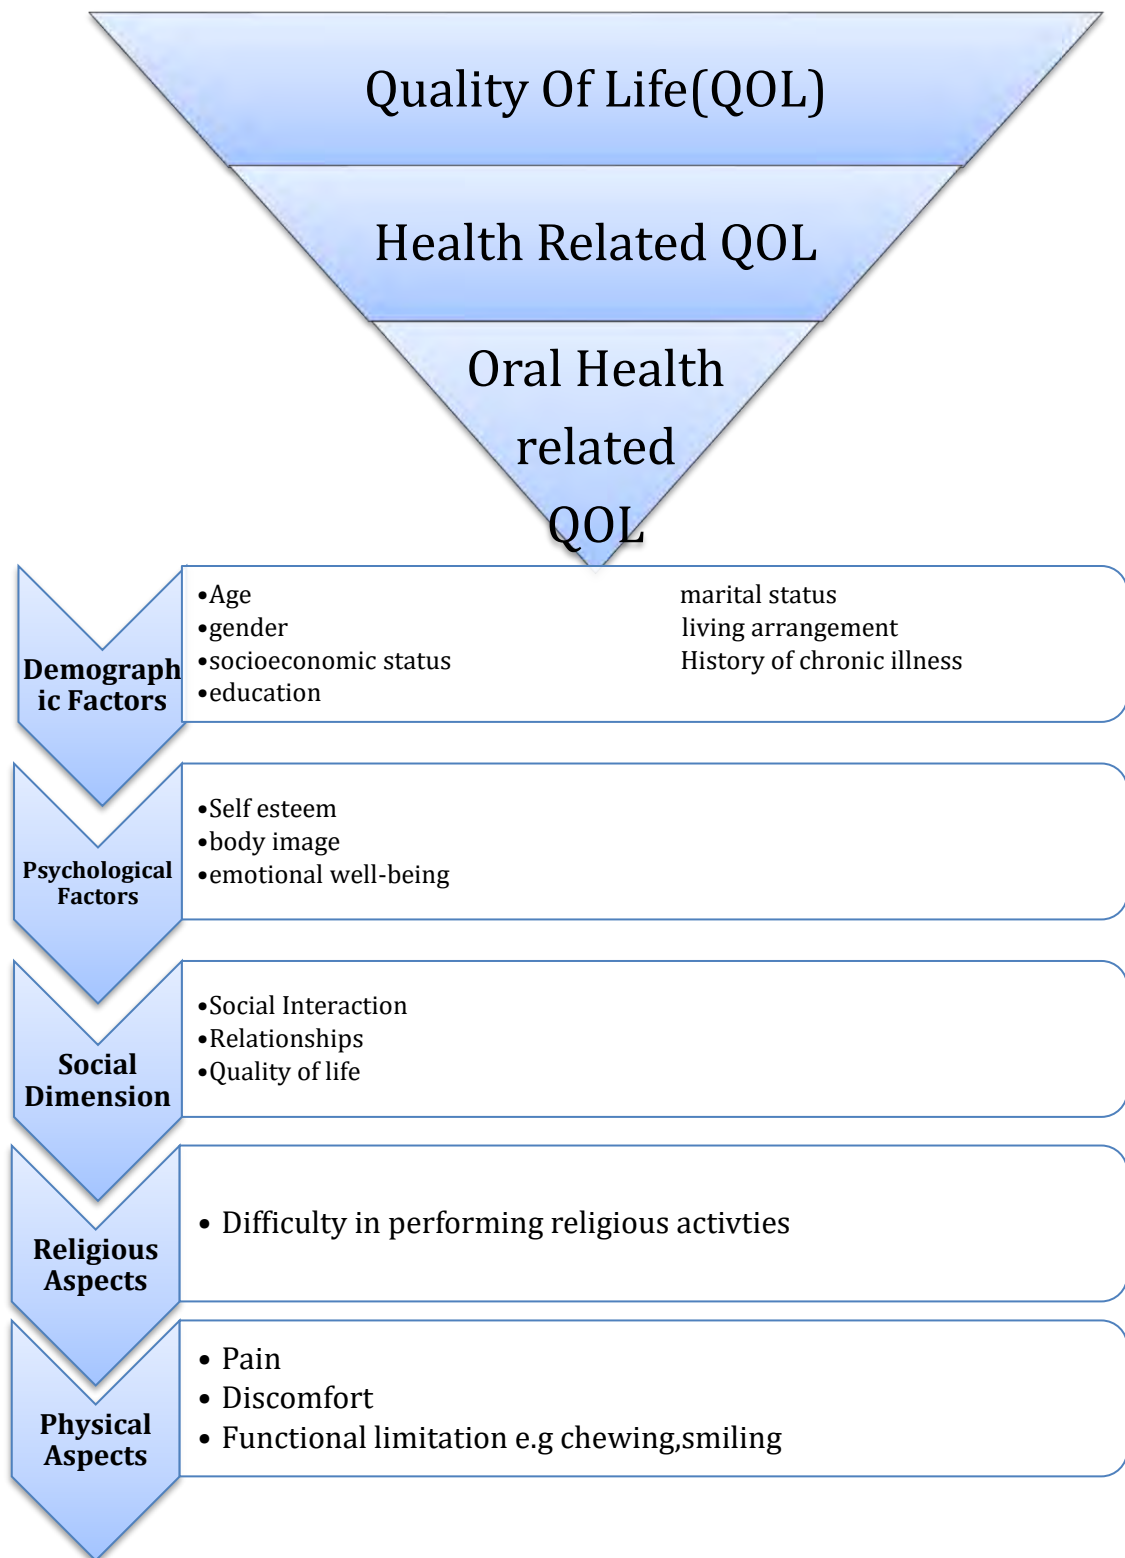 Quality Of Life(QOL)
Health Related QOL
Oral Health
related
QOL
Demograph
ic Factors
•Age marital status
•gender living arrangement
•socioeconomic status History of chronic illness
•education
Psychological
Factors
•Self esteem
•body image
•emotional well-being
Social
Dimension
•Social Interaction
•Relationships
•Quality of life
Religious
Aspects
• Difficulty in performing religious activties
Physical
Aspects
• Pain
• Discomfort
• Functional limitation e.g chewing,smiling